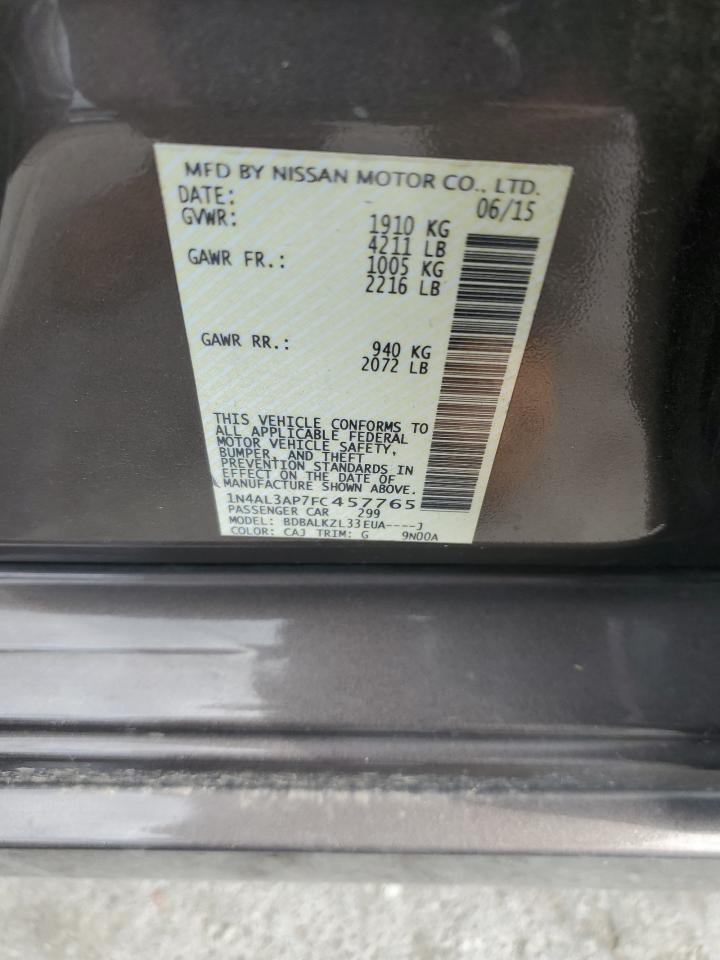 MFD BY NISSAN MOTOR CO., LTD.
DATE: 06/15
GVWR: 1910 KG
4211 LB
GAWR FR.: 1005 KG
2216 LB
GAWR RR.: 940 KG
2072 LB
THIS VEHICLE CONFORMS TO
ALL APPLICABLE FEDERAL
MOTOR VEHICLE SAFETY,
BUMPER, AND THEFT
PREVENTION STANDARDS IN
EFFECT ON THE DATE OF
MANUFACTURE SHOWN ABOVE.
1N4AL3AP7FC457765
PASSENGER CAR 299
MODEL: BDBALKZL33EUA----J
COLOR: CAJ TRIM: G 9N00A